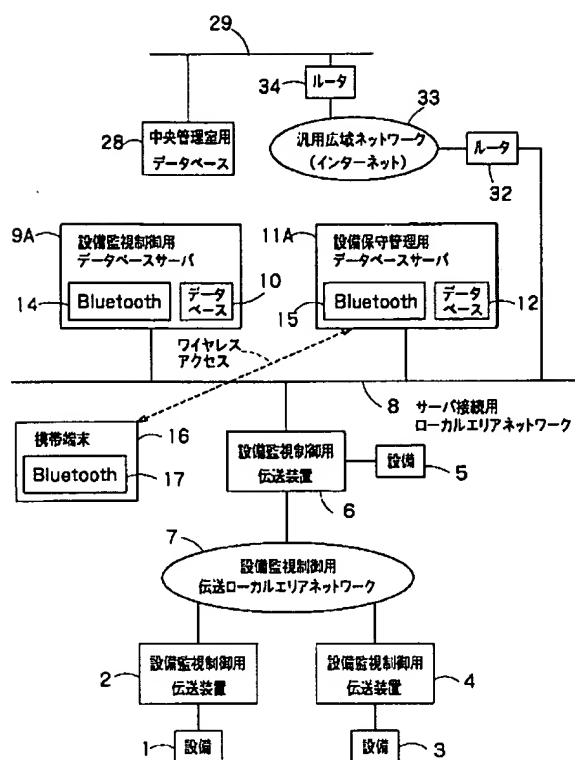 29
34
ルータ
33
28
中央管理室用
データベース
汎用広域ネットワーク
(インターネット)
ルータ
32
9A
設備監視制御用
データベースサーバ
14
Bluetooth
10
データ
ベース
11A
設備保守管理用
データベースサーバ
15
Bluetooth
データ
ベース
12
ワイヤレス
アクセス
8
サーバ接続用
ローカルエリアネットワーク
携帯端末
16
Bluetooth
17
設備監視制御用
伝送装置
6
設備
5
7
設備監視制御用
伝送ローカルエリアネットワーク
2
設備監視制御用
伝送装置
設備監視制御用
伝送装置
4
1
設備
設備
3